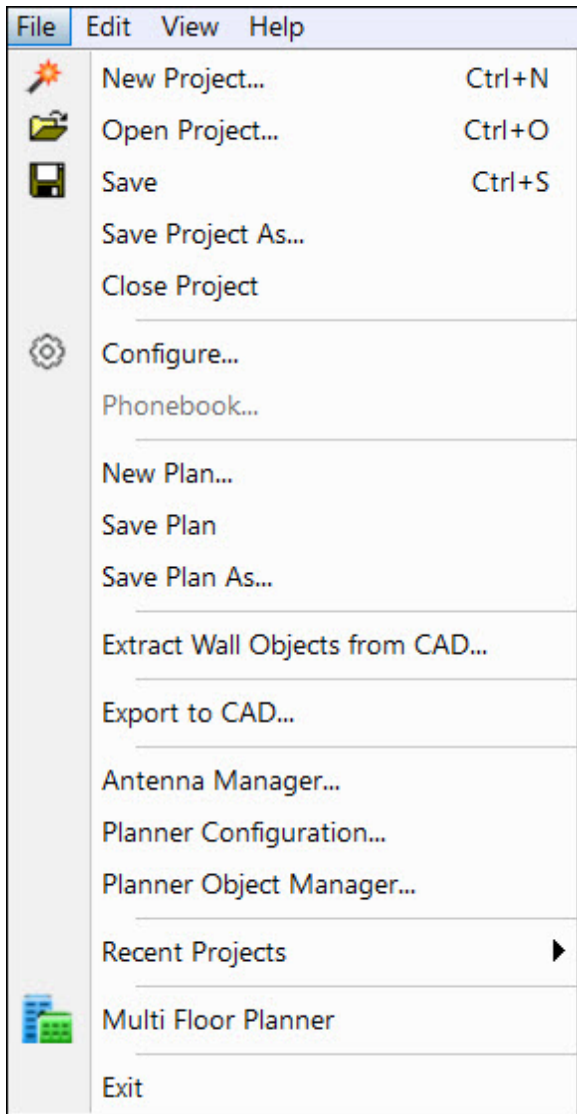 File Edit View Help
New Project... Ctrl+N
Open Project... Ctrl+O
Save Ctrl+S
Save Project As...
Close Project
Configure...
Phonebook...
New Plan...
Save Plan
Save Plan As...
Extract Wall Objects from CAD...
Export to CAD...
Antenna Manager...
Planner Configuration...
Planner Object Manager...
Recent Projects
Multi Floor Planner
Exit